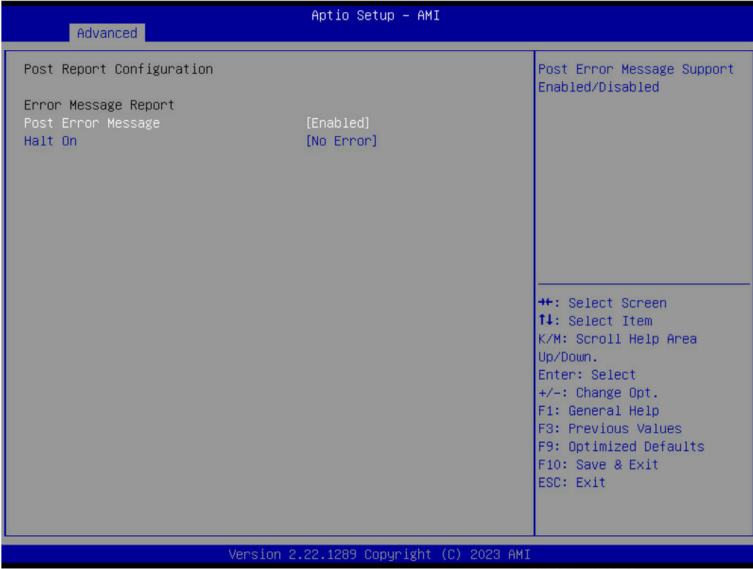 Aptio Setup – AMI
Advanced
Post Report Configuration
Error Message Report
Post Error Message [Enabled]
Halt On [No Error]
Post Error Message Support
Enabled/Disabled
→←: Select Screen
↑↓: Select Item
K/M: Scroll Help Area
Up/Down.
Enter: Select
+/-: Change Opt.
F1: General Help
F3: Previous Values
F9: Optimized Defaults
F10: Save & Exit
ESC: Exit
Version 2.22.1289 Copyright (C) 2023 AMI